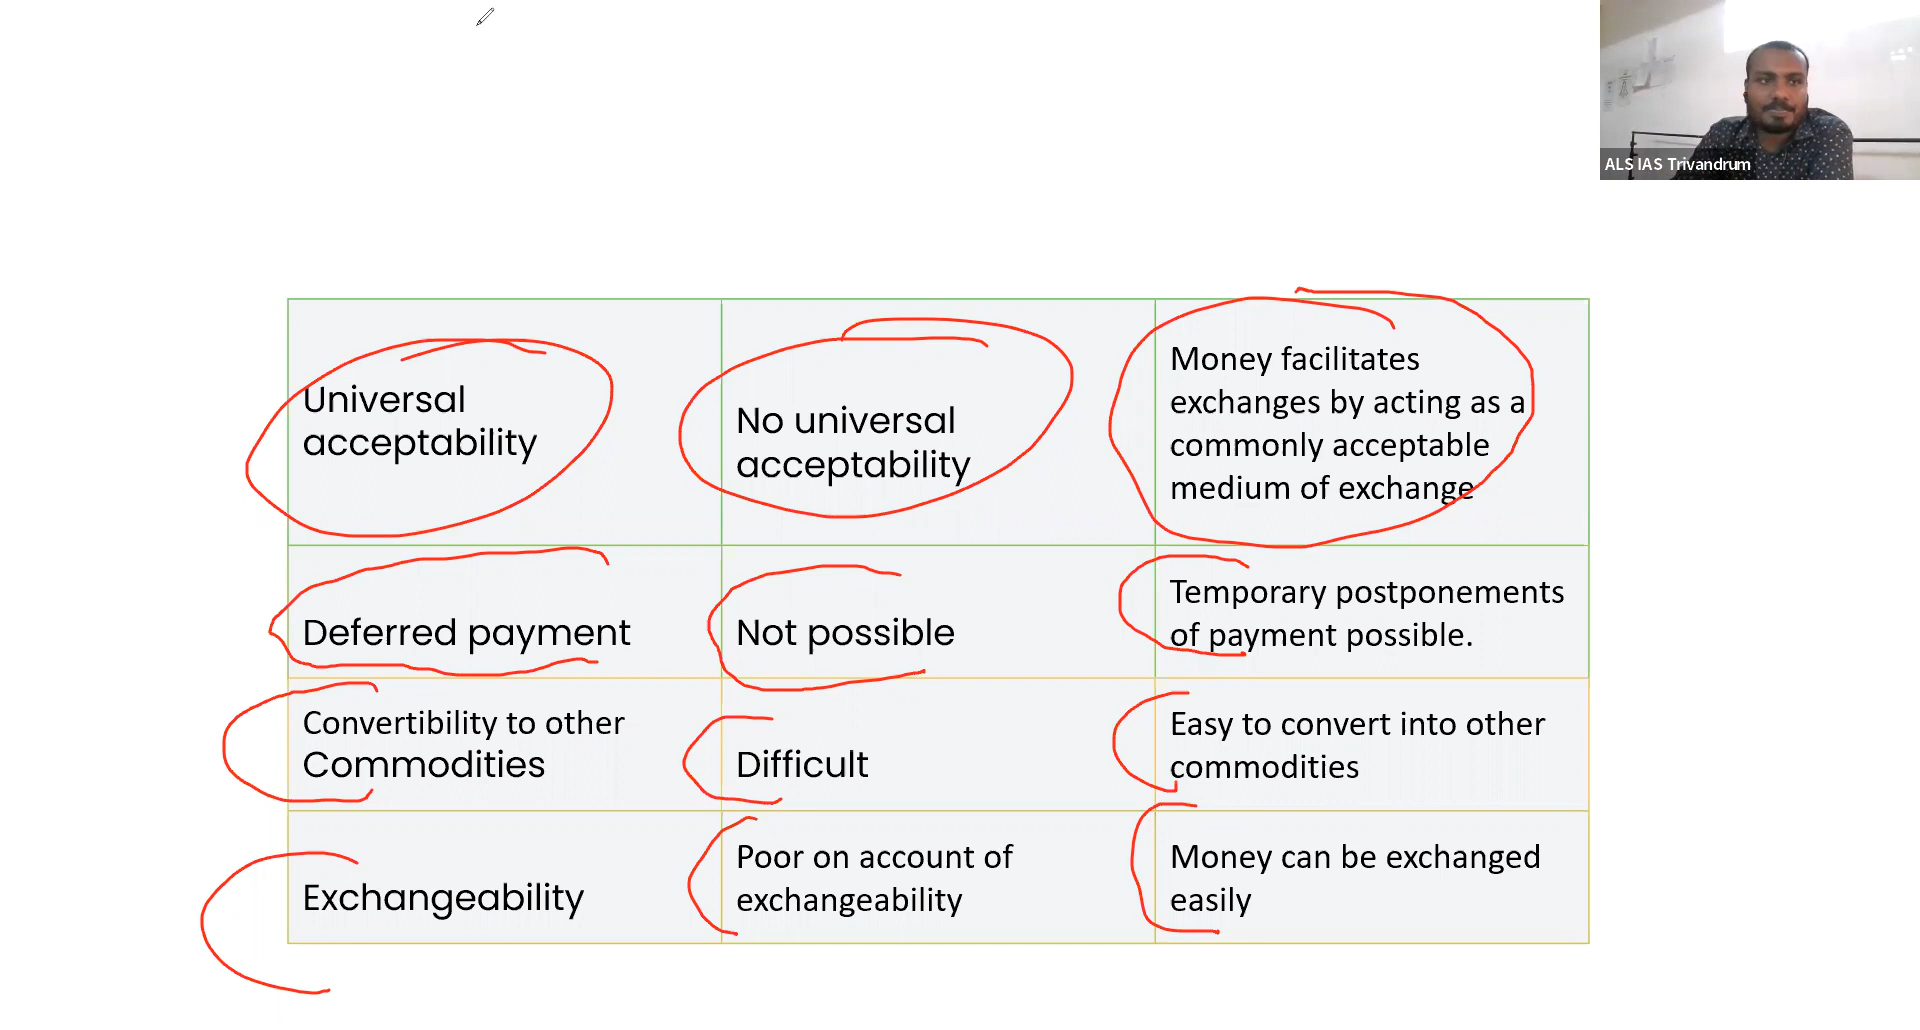 ALS IAS Trivandrum
Universal
acceptability
No universal
acceptability
Money facilitates
exchanges by acting as a
commonly acceptable
medium of exchange
Deferred payment
Not possible
Temporary postponements
of payment possible.
Convertibility to other
Commodities
Difficult
Easy to convert into other
commodities
Exchangeability
Poor on account of
exchangeability
Money can be exchanged
easily